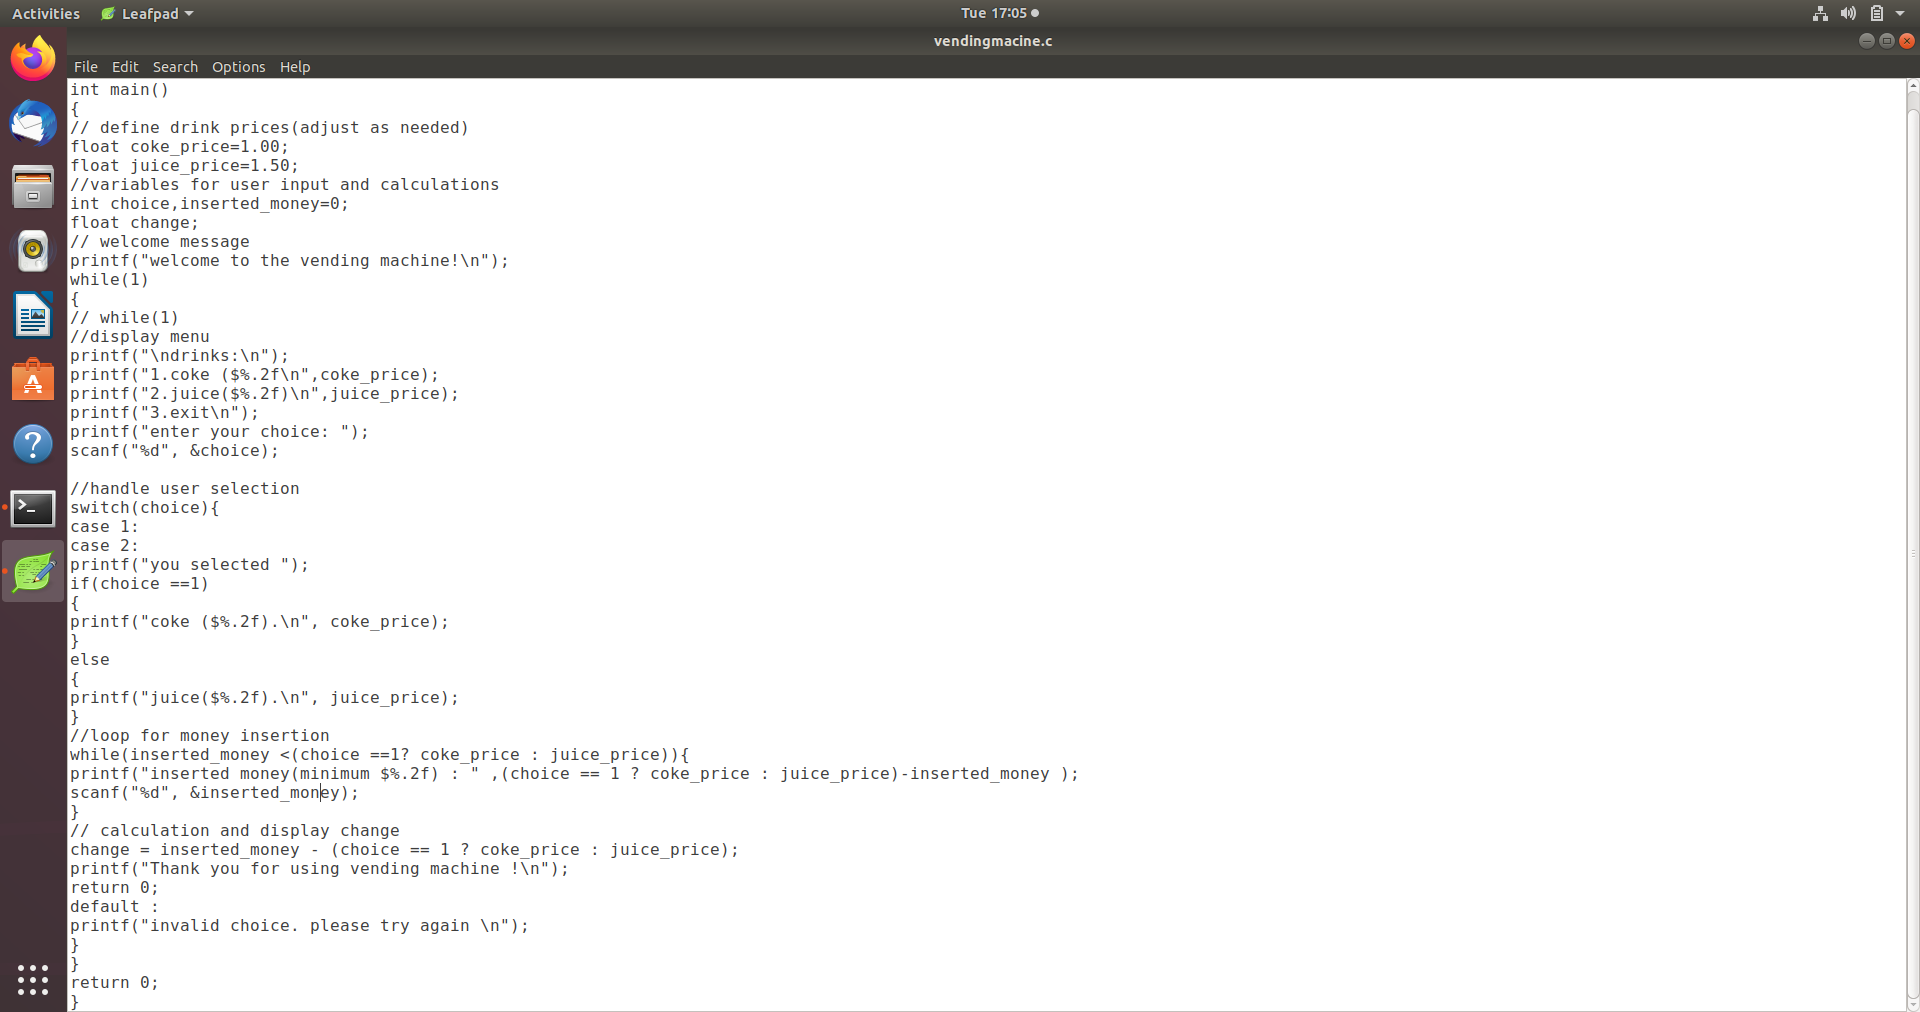 Activities Leafpad Tue 17:05
vendingmacine.c
File Edit Search Options Help
int main()
{
// define drink prices(adjust as needed)
float coke_price=1.00;
float juice_price=1.50;
//variables for user input and calculations
int choice,inserted_money=0;
float change;
// welcome message
printf("welcome to the vending machine!\n");
while(1)
{
// while(1)
//display menu
printf("\ndrinks:\n");
printf("1.coke ($%.2f\n",coke_price);
printf("2.juice($%.2f)\n",juice_price);
printf("3.exit\n");
printf("enter your choice: ");
scanf("%d", &choice);

//handle user selection
switch(choice){
case 1:
case 2:
printf("you selected ");
if(choice ==1)
{
printf("coke ($%.2f).\n", coke_price);
}
else
{
printf("juice($%.2f).\n", juice_price);
}
//loop for money insertion
while(inserted_money <(choice ==1? coke_price : juice_price)){
printf("inserted money(minimum $%.2f) : " ,(choice == 1 ? coke_price : juice_price)-inserted_money );
scanf("%d", &inserted_money);
}
// calculation and display change
change = inserted_money - (choice == 1 ? coke_price : juice_price);
printf("Thank you for using vending machine !\n");
return 0;
default :
printf("invalid choice. please try again \n");
}
}
return 0;
}